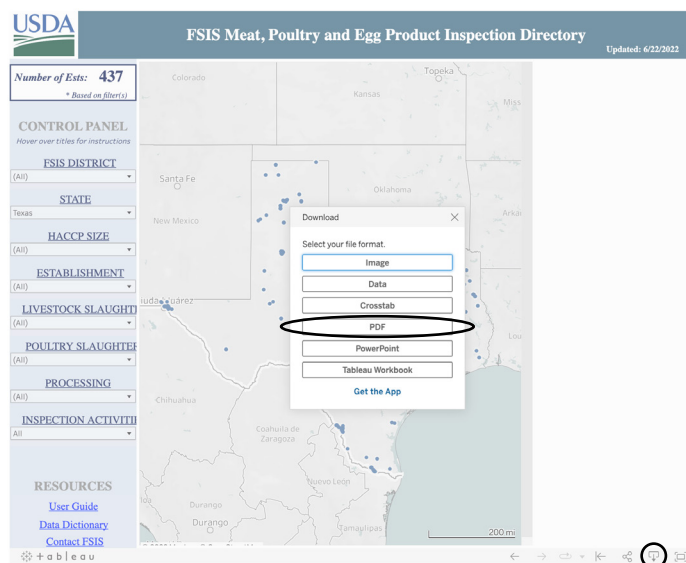 USDA
FSIS Meat, Poultry and Egg Product Inspection Directory
Updated: 6/22/2022
Number of Ests: 437
* Based on filter(s)
CONTROL PANEL
Hover over titles for instructions
FSIS DISTRICT
(All)
STATE
Texas
HACCP SIZE
(All)
ESTABLISHMENT
(All)
LIVESTOCK SLAUGHT
(All)
POULTRY SLAUGHTER
(All)
PROCESSING
(All)
INSPECTION ACTIVITI
All
RESOURCES
User Guide
Data Dictionary
Contact FSIS
Colorado
Topeka
Kansas
Miss
Santa Fe
Oklahoma
New Mexico
Arkan
Juárez
Lou
Chihuahua
Coahuila de
Zaragoza
Nuevo León
Durango
Durango
Tamaulipas
200 mi
Download
Select your file format.
Image
Data
Crosstab
PDF
PowerPoint
Tableau Workbook
Get the App
+ a b | e a u